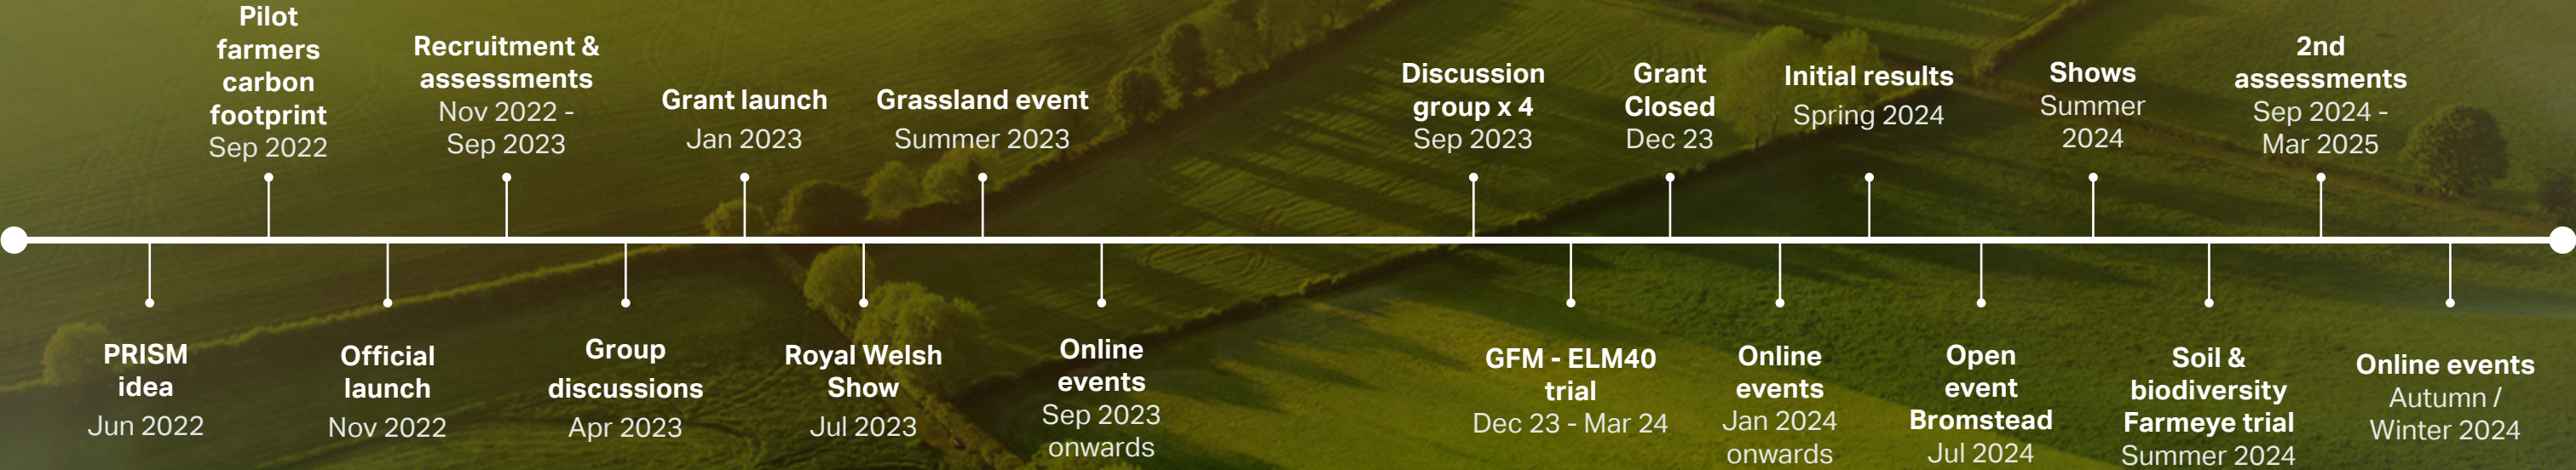 Pilot
farmers
carbon
footprint
Sep 2022
Recruitment &
assessments
Nov 2022 -
Sep 2023
Grant launch
Jan 2023
Grassland event
Summer 2023
Discussion
group x 4
Sep 2023
Grant
Closed
Dec 23
Initial results
Spring 2024
Shows
Summer
2024
2nd
assessments
Sep 2024 -
Mar 2025
PRISM
idea
Jun 2022
Official
launch
Nov 2022
Group
discussions
Apr 2023
Royal Welsh
Show
Jul 2023
Online
events
Sep 2023
onwards
GFM - ELM40
trial
Dec 23 - Mar 24
Online
events
Jan 2024
onwards
Open
event
Bromstead
Jul 2024
Soil &
biodiversity
Farmeye trial
Summer 2024
Online events
Autumn /
Winter 2024